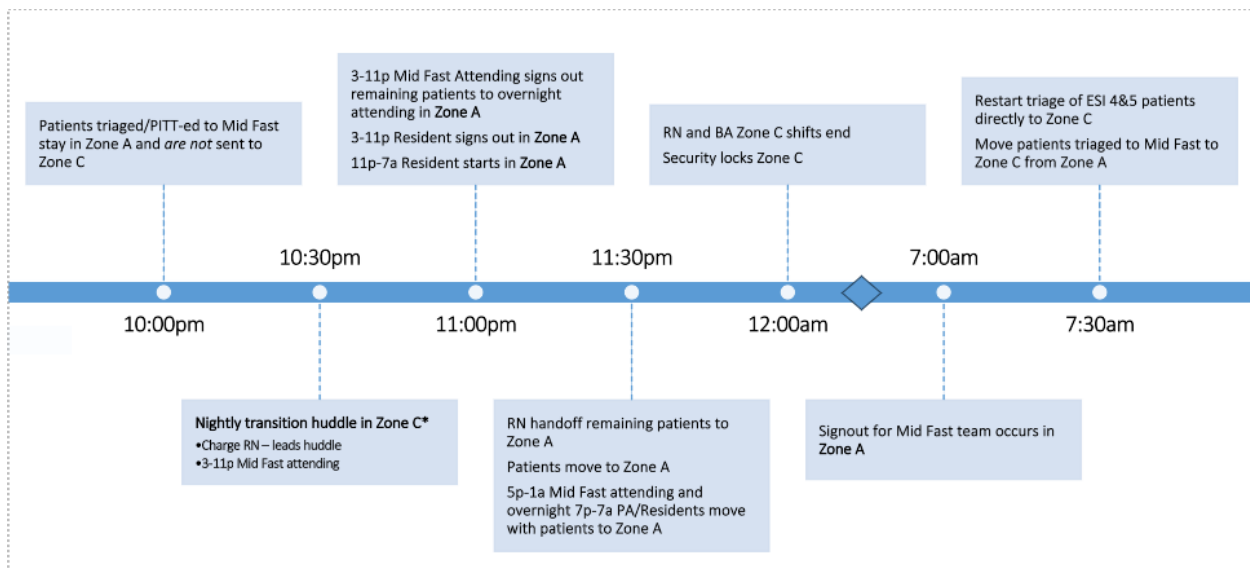 Patients triaged/PITT-ed to Mid Fast
stay in Zone A and are not sent to
Zone C
3-11p Mid Fast Attending signs out
remaining patients to overnight
attending in Zone A
3-11p Resident signs out in Zone A
11p-7a Resident starts in Zone A
RN and BA Zone C shifts end
Security locks Zone C
Restart triage of ESI 4&5 patients
directly to Zone C
Move patients triaged to Mid Fast to
Zone C from Zone A
10:30pm
11:30pm
7:00am
10:00pm
11:00pm
12:00am
7:30am
Nightly transition huddle in Zone C*
•Charge RN – leads huddle
•3-11p Mid Fast attending
RN handoff remaining patients to
Zone A
Patients move to Zone A
5p-1a Mid Fast attending and
overnight 7p-7a PA/Residents move
with patients to Zone A
Signout for Mid Fast team occurs in
Zone A